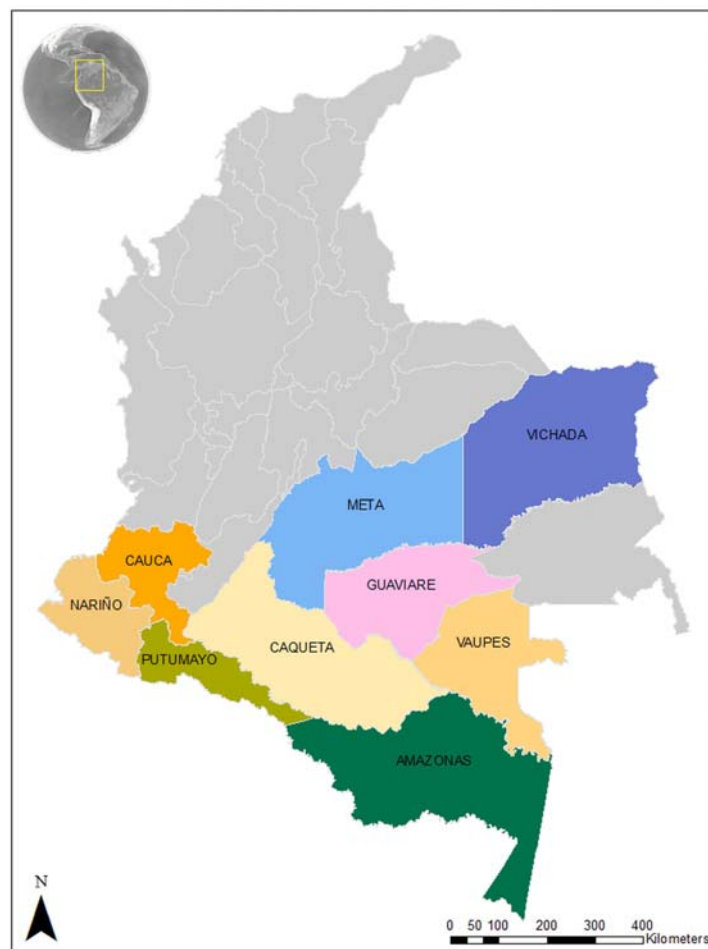 VICHADA
META
CAUCA
GUAVIARE
NARIÑO
VAUPES
CAQUETA
PUTUMAYO
AMAZONAS
N
0 50 100 200 300 400
Kilometers